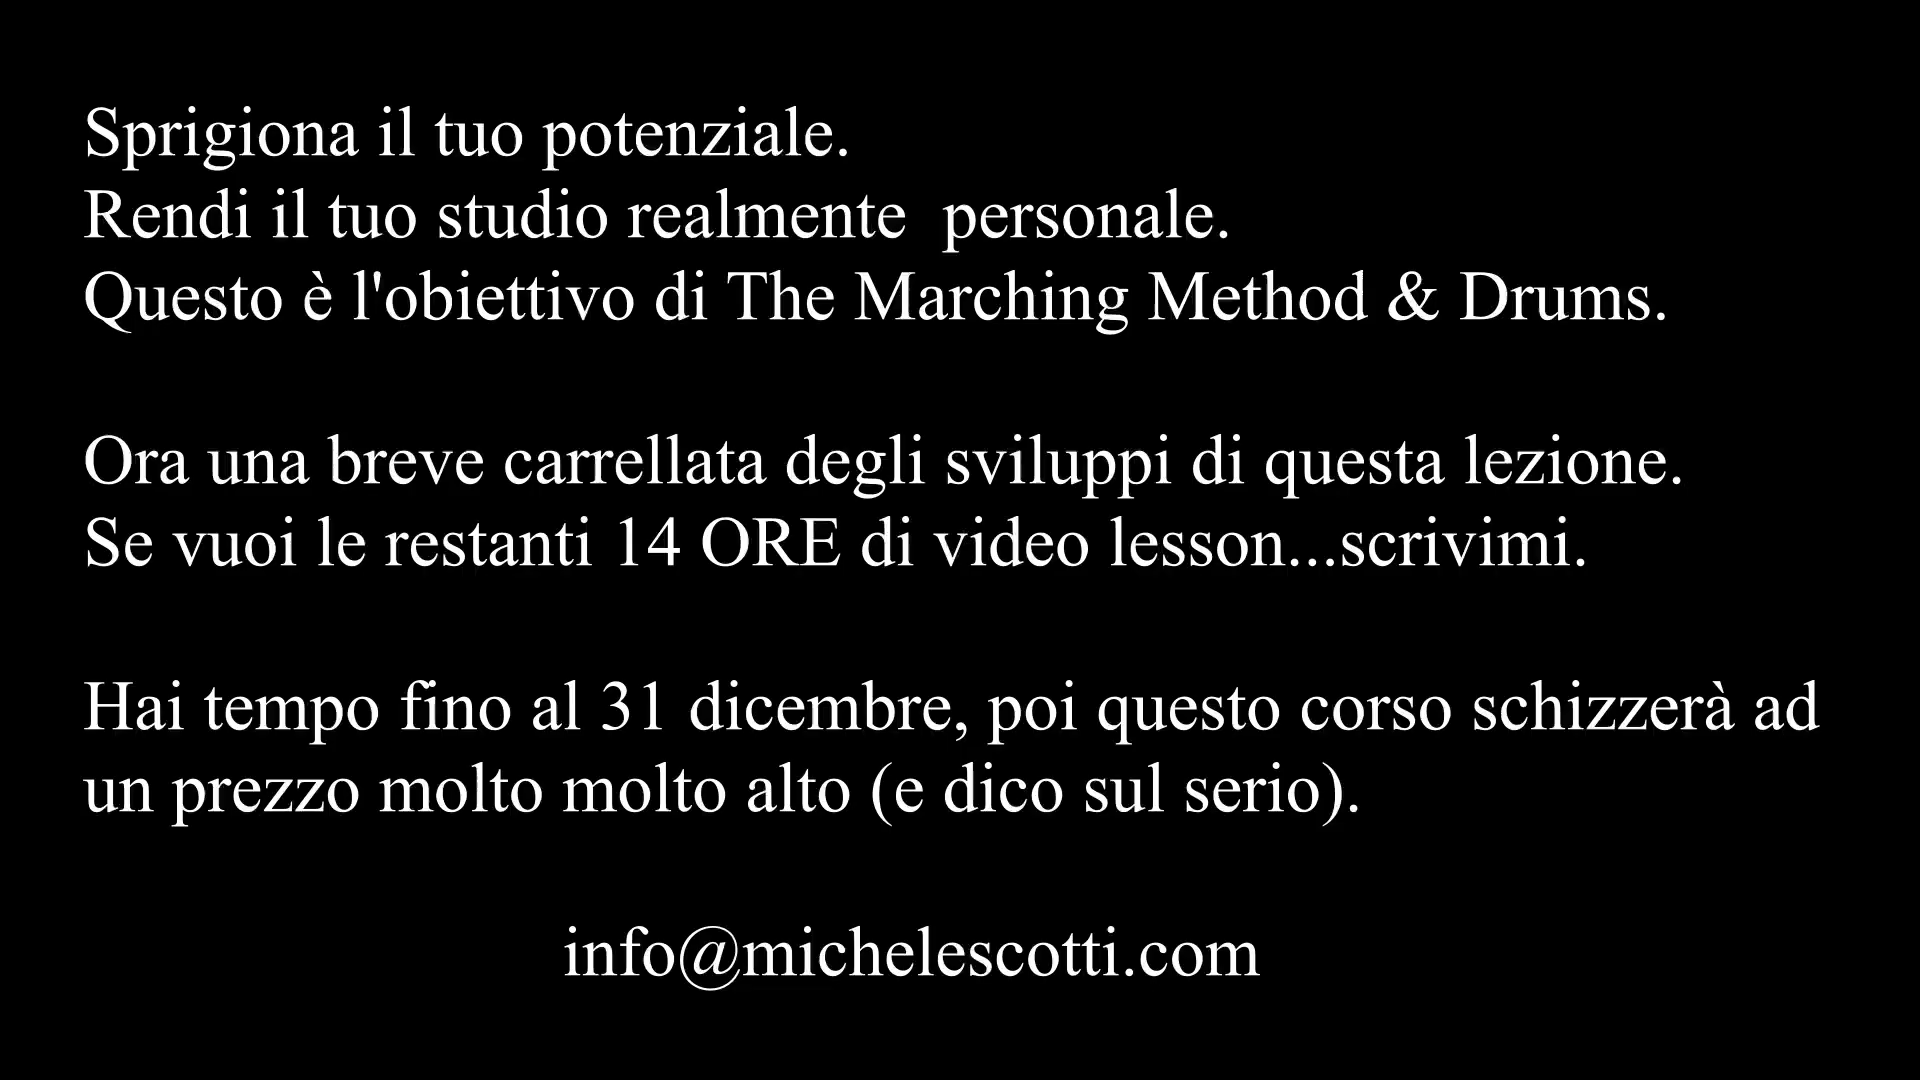 Sprigiona il tuo potenziale.
Rendi il tuo studio realmente  personale.
Questo è l'obiettivo di The Marching Method & Drums.
Ora una breve carrellata degli sviluppi di questa lezione.
Se vuoi le restanti 14 ORE di video lesson...scrivimi.
Hai tempo fino al 31 dicembre, poi questo corso schizzerà ad
un prezzo molto molto alto (e dico sul serio).
info@michelescotti.com